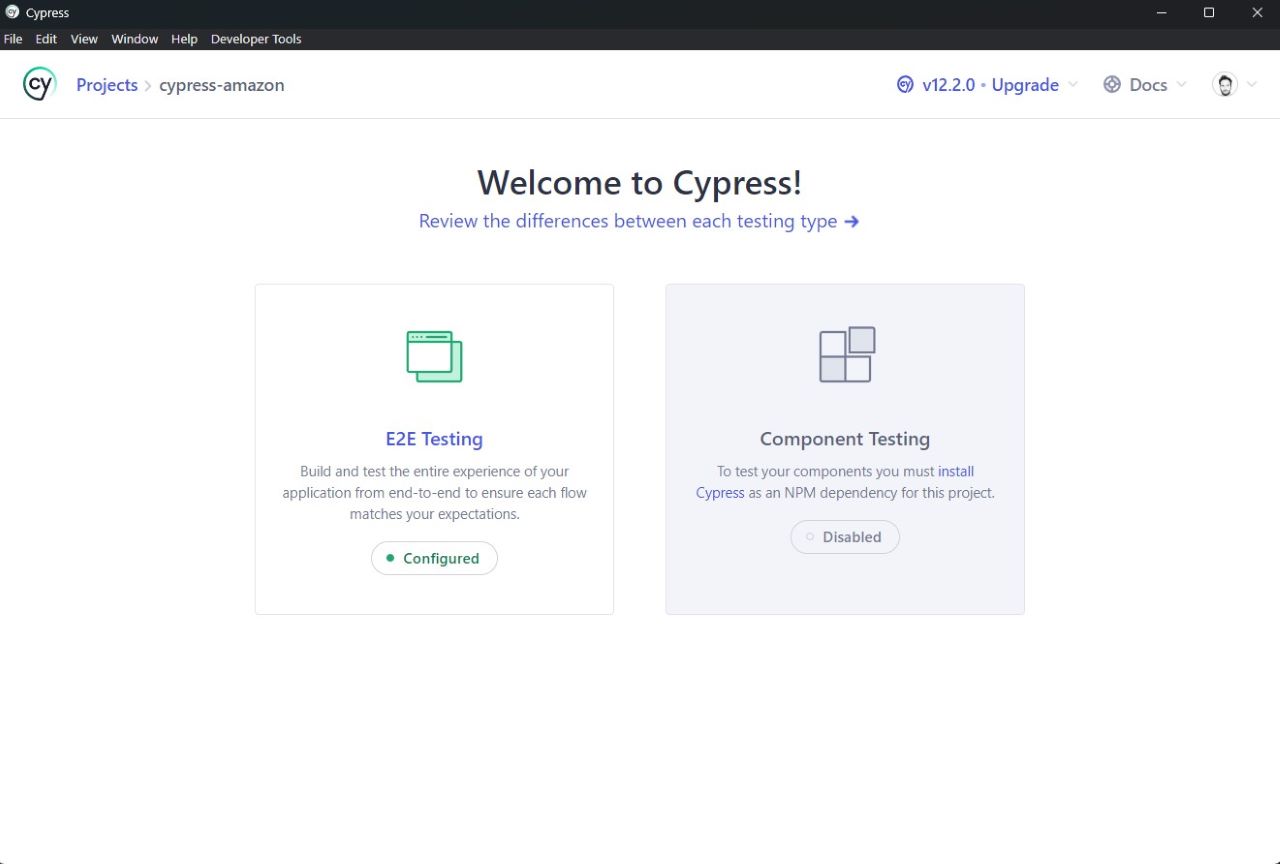 cy Cypress
File Edit View Window Help Developer Tools
cy Projects > cypress-amazon v12.2.0 • Upgrade Docs
Welcome to Cypress!
Review the differences between each testing type →
E2E Testing
Build and test the entire experience of your
application from end-to-end to ensure each flow
matches your expectations.
Configured
Component Testing
To test your components you must install
Cypress as an NPM dependency for this project.
Disabled